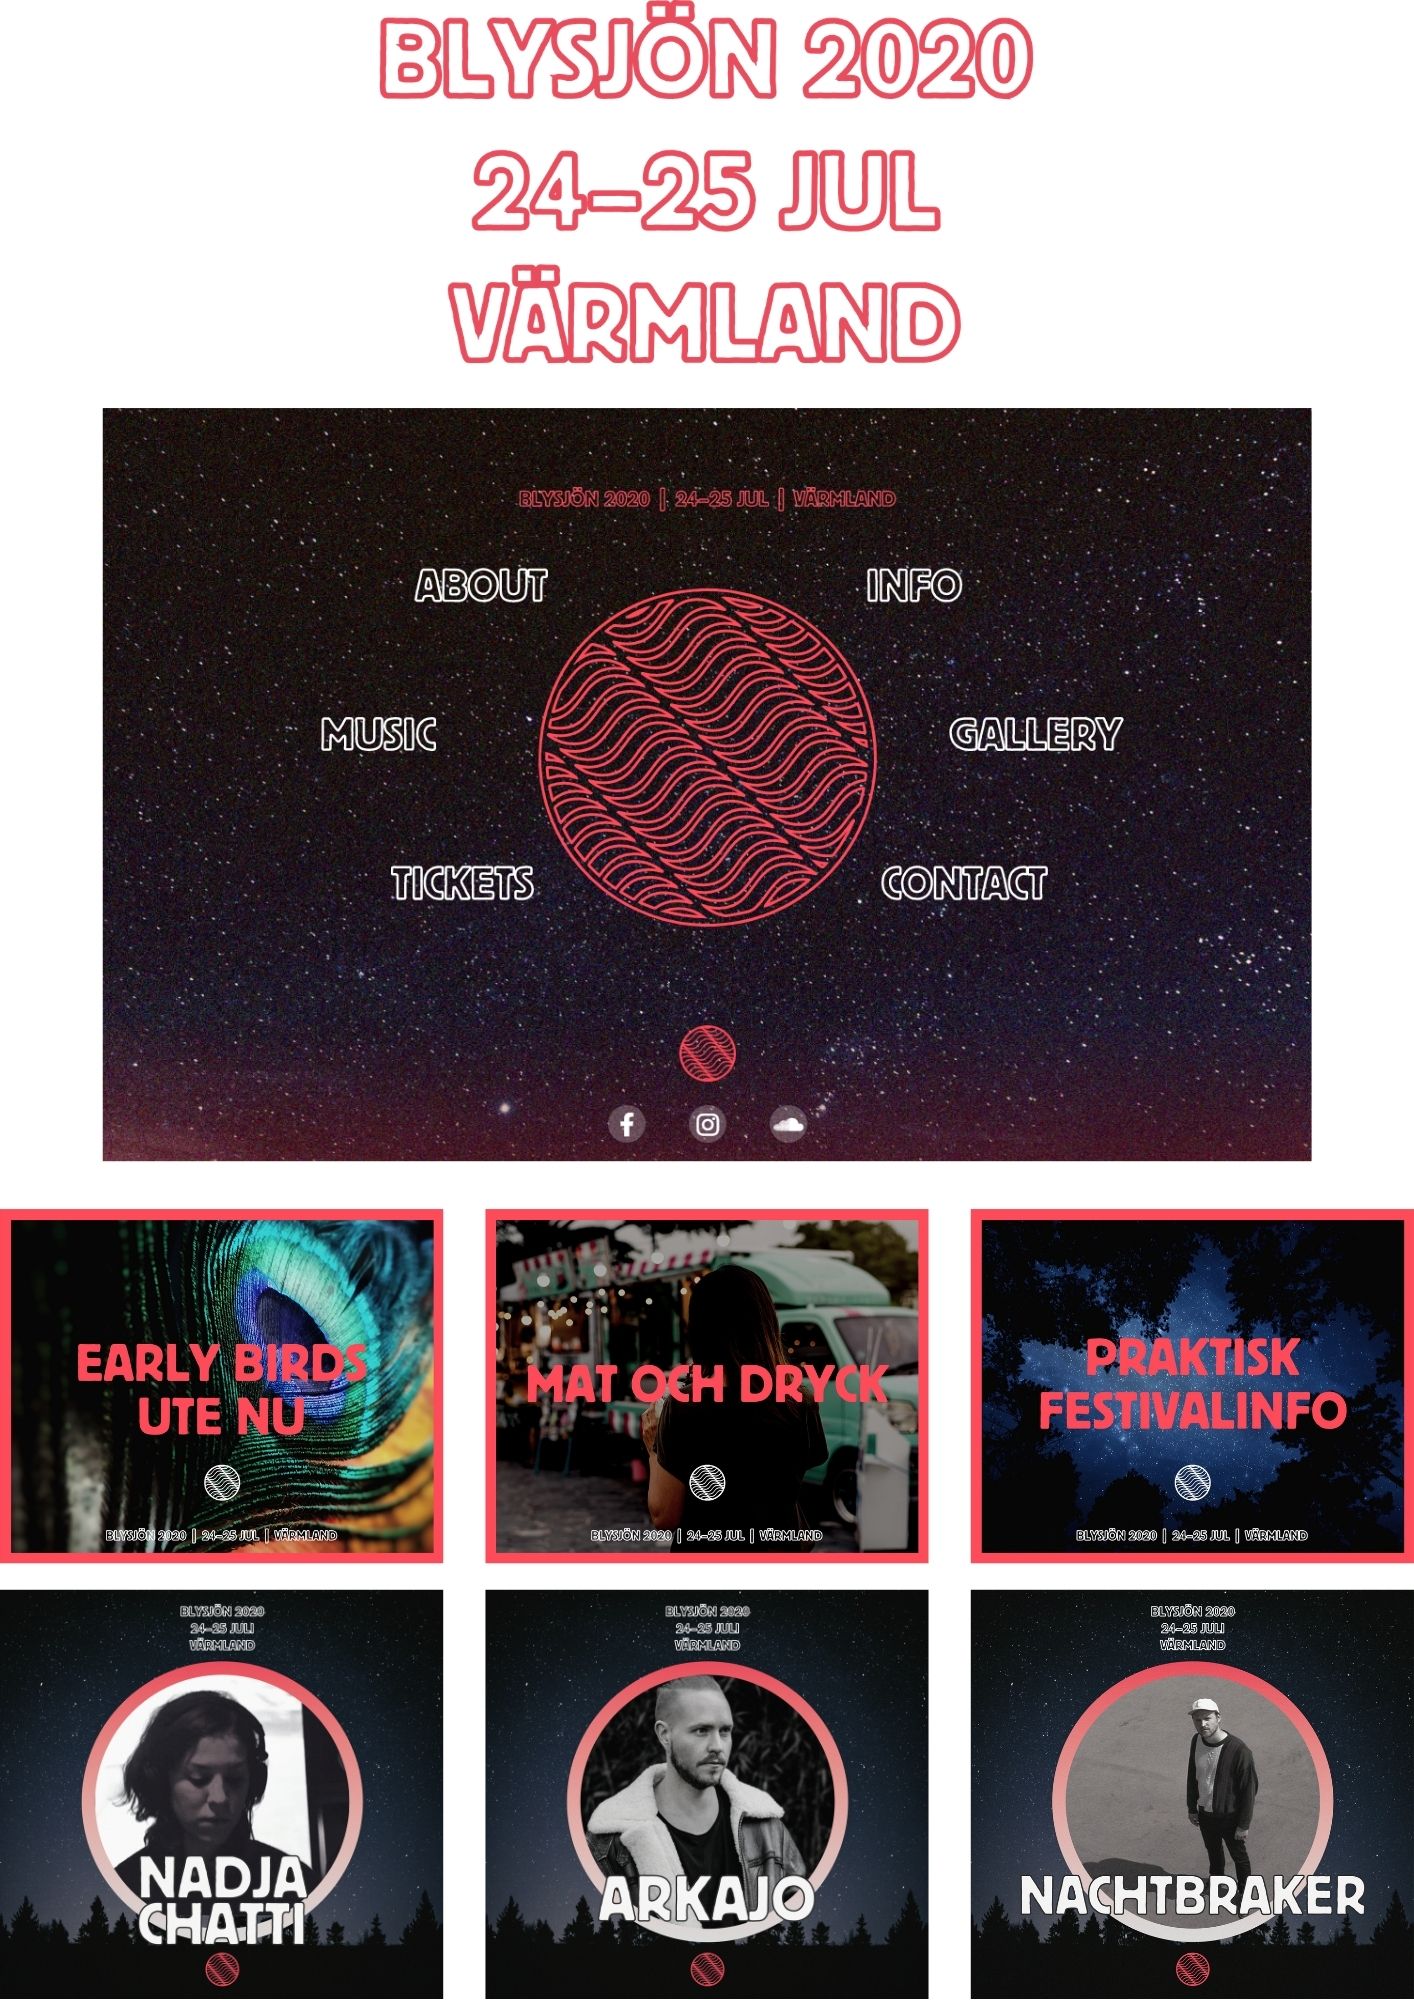 BLYSJÖN 2020
24–25 JUL
VÄRMLAND
BLYSJÖN 2020 | 24–25 JUL | VÄRMLAND
ABOUT
INFO
MUSIC
GALLERY
TICKETS
CONTACT
EARLY BIRDS
UTE NU
BLYSJÖN 2020 | 24–25 JUL | VÄRMLAND
MAT OCH DRYCK
BLYSJÖN 2020 | 24–25 JUL | VÄRMLAND
PRAKTISK
FESTIVALINFO
BLYSJÖN 2020 | 24–25 JUL | VÄRMLAND
BLYSJÖN 2020
24–25 JULI
VÄRMLAND
NADJA
CHATTI
BLYSJÖN 2020
24–25 JULI
VÄRMLAND
ARKAJO
BLYSJÖN 2020
24–25 JULI
VÄRMLAND
NACHTBRAKER